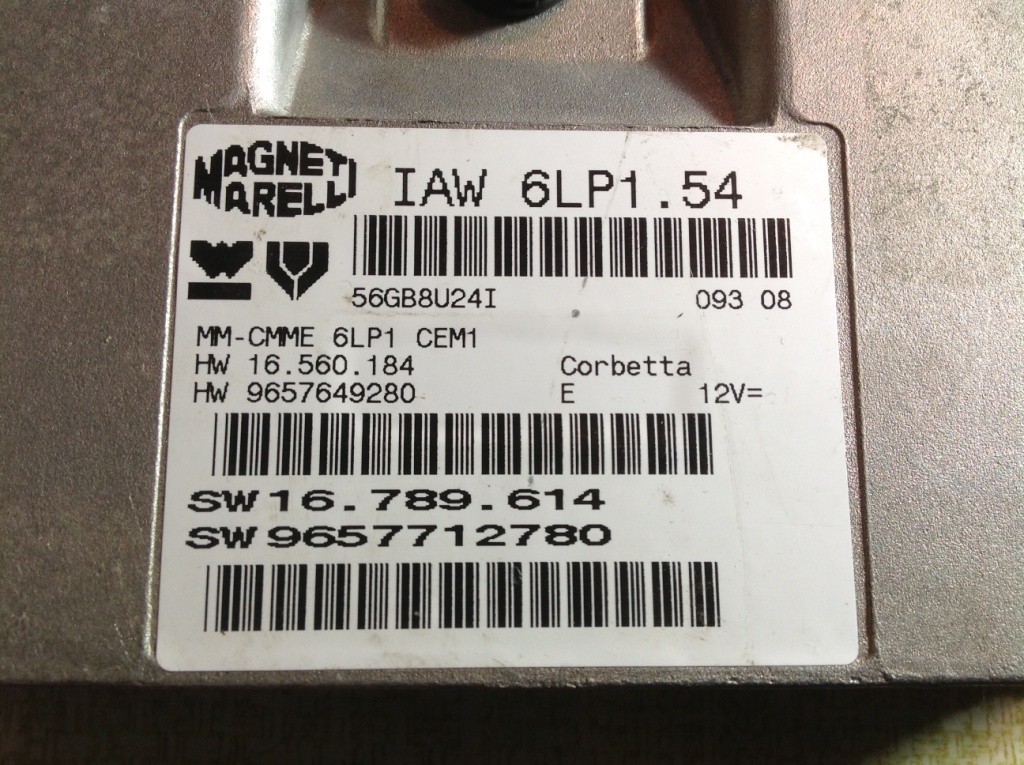 MAGNETI
MARELLI
IAW 6LP1.54
56GB8U24I 093 08
MM-CMME 6LP1 CEM1
HW 16.560.184 Corbetta
HW 9657649280 E 12V=
SW 16.789.614
SW 9657712780